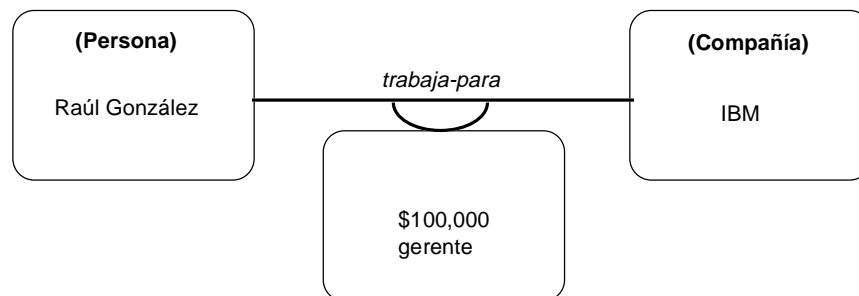 (Persona)
Raúl González
trabaja-para
(Compañía)
IBM
$100,000
gerente